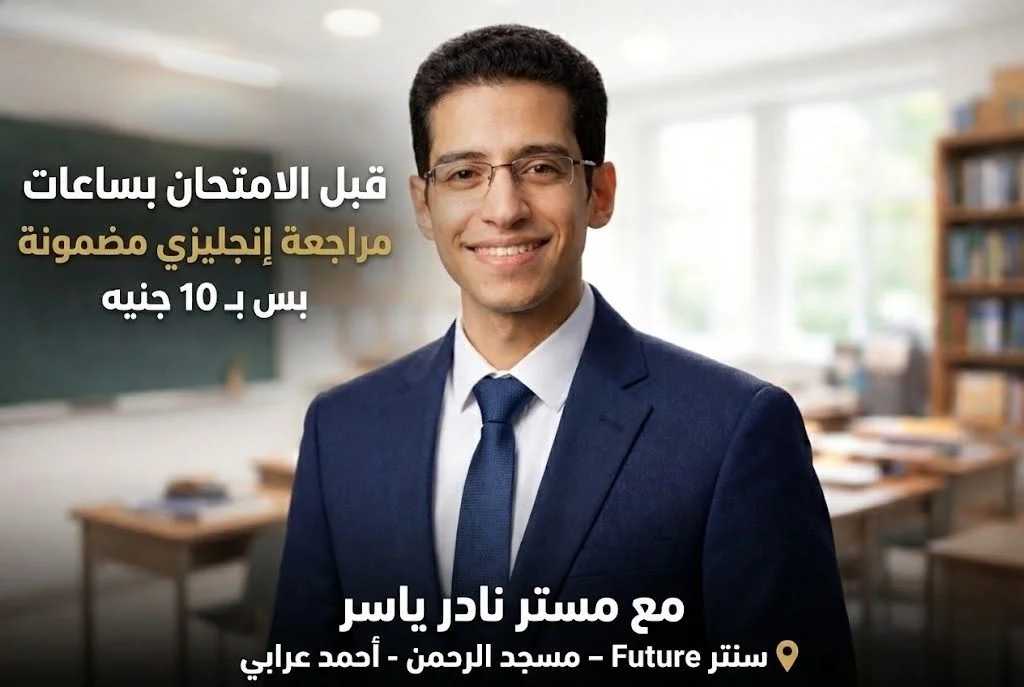 قبل الامتحان بساعات
مراجعة إنجليزي مضمونة
بس بـ 10 جنيه
مع مستر نادر ياسر
سنتر Future – مسجد الرحمن - أحمد عرابي